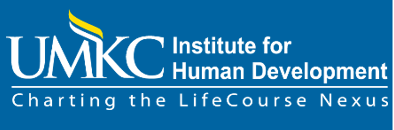 UMKC Institute for
Human Development
Charting the LifeCourse Nexus